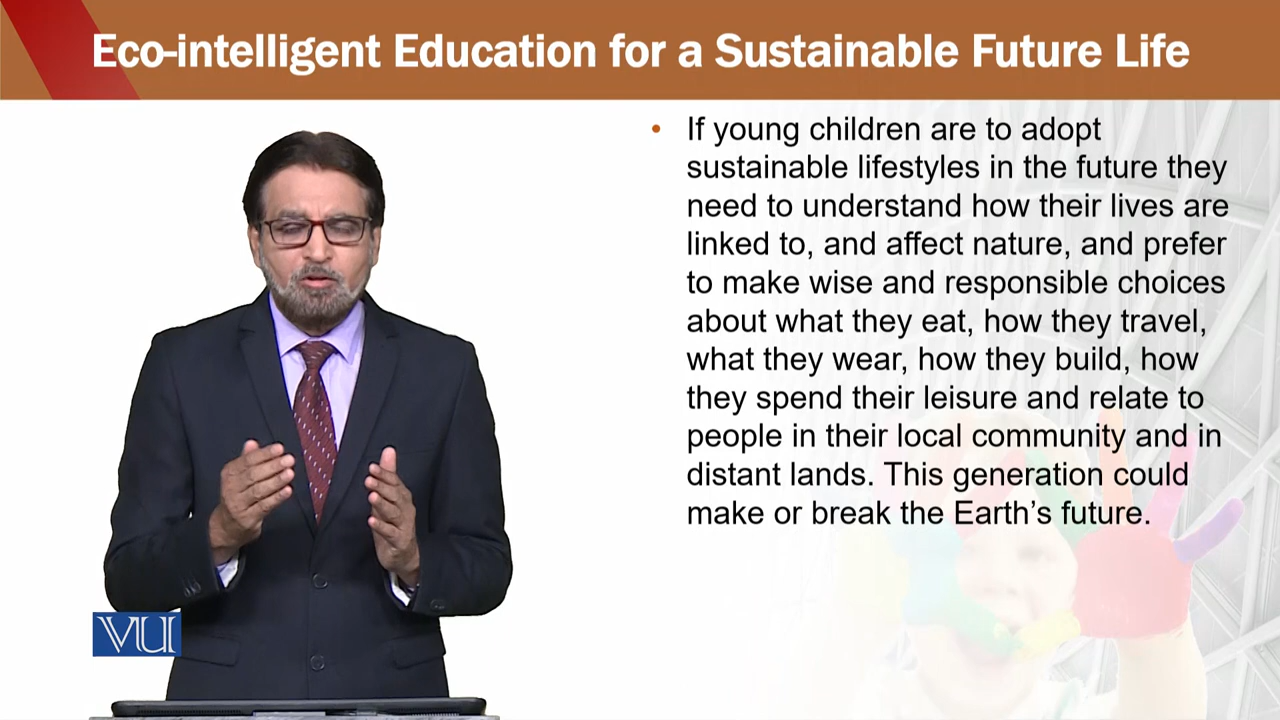 Eco-intelligent Education for a Sustainable Future Life
• If young children are to adopt
sustainable lifestyles in the future they
need to understand how their lives are
linked to, and affect nature, and prefer
to make wise and responsible choices
about what they eat, how they travel,
what they wear, how they build, how
they spend their leisure and relate to
people in their local community and in
distant lands. This generation could
make or break the Earth’s future.
VU